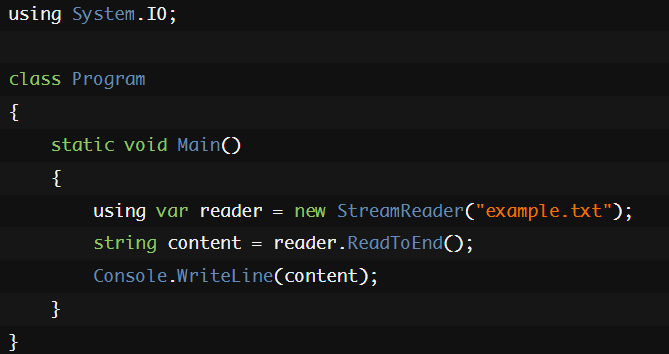 using System.IO;
class Program
{
    static void Main()
    {
        using var reader = new StreamReader("example.txt");
        string content = reader.ReadToEnd();
        Console.WriteLine(content);
    }
}